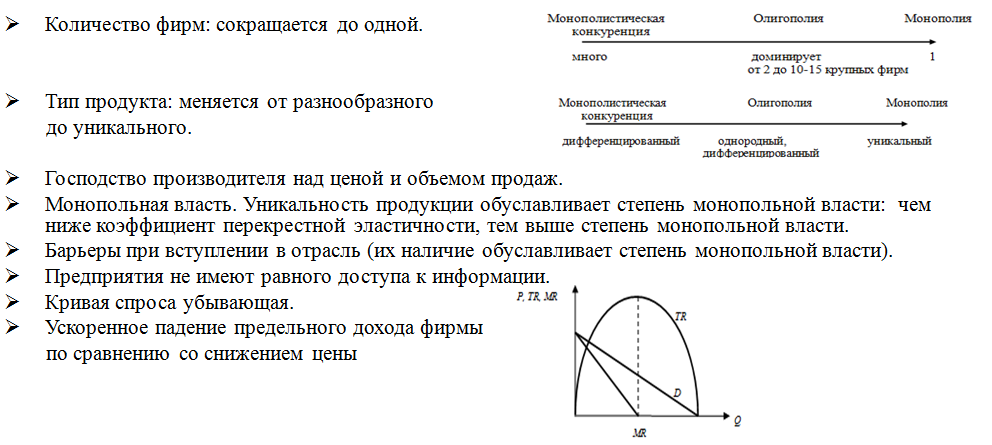 ➢ Количество фирм: сокращается до одной.
Монополистическая Олигополия Монополия
конкуренция
много доминирует 1
от 2 до 10-15 крупных фирм
➢ Тип продукта: меняется от разнообразного
до уникального.
Монополистическая Олигополия Монополия
конкуренция
дифференцированный однородный, уникальный
дифференцированный
➢ Господство производителя над ценой и объемом продаж.
➢ Монопольная власть. Уникальность продукции обуславливает степень монопольной власти: чем
ниже коэффициент перекрестной эластичности, тем выше степень монопольной власти.
➢ Барьеры при вступлении в отрасль (их наличие обуславливает степень монопольной власти).
➢ Предприятия не имеют равного доступа к информации.
➢ Кривая спроса убывающая.
➢ Ускоренное падение предельного дохода фирмы
по сравнению со снижением цены
P, TR, MR
TR
D
Q
MR